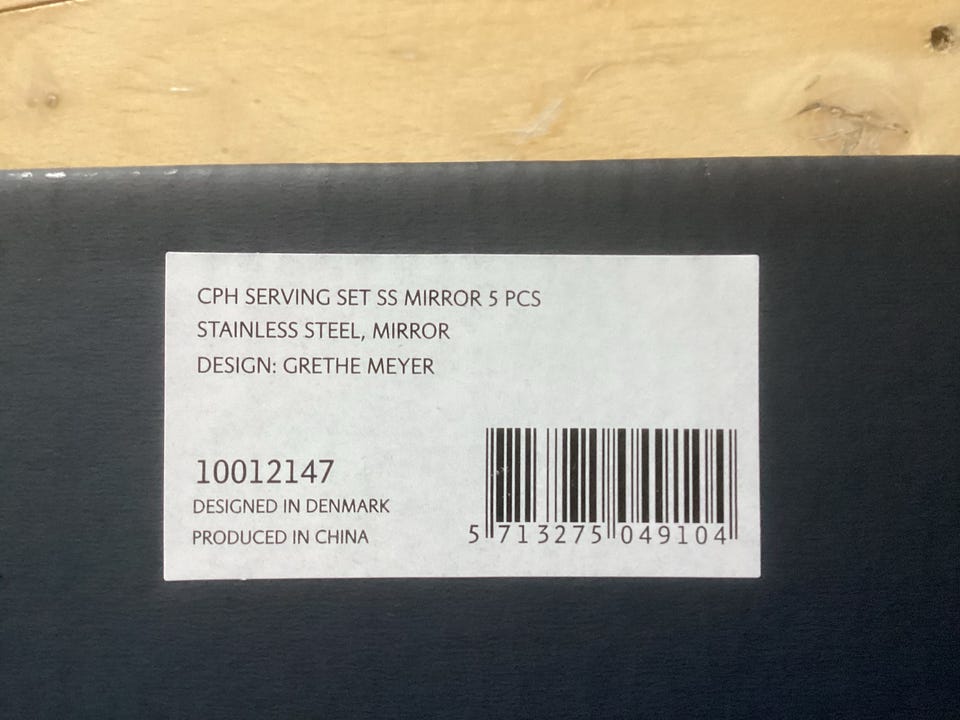 CPH SERVING SET SS MIRROR 5 PCS
STAINLESS STEEL, MIRROR
DESIGN: GRETHE MEYER
10012147
DESIGNED IN DENMARK
PRODUCED IN CHINA
5 713275 049104